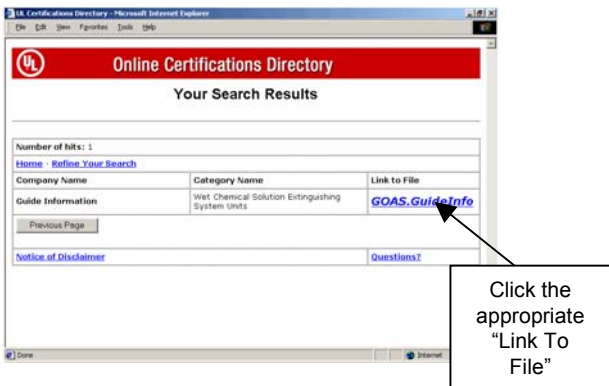 UL Certifications Directory - Microsoft Internet Explorer
File Edit View Favorites Tools Help
UL
Online Certifications Directory
Your Search Results
Number of hits: 1
Home · Refine Your Search
Company Name Category Name Link to File
Guide Information Wet Chemical Solution Extinguishing System Units GOAS.GuideInfo
Previous Page
Notice of Disclaimer Questions?
Done Internet
Click the
appropriate
“Link To
File”